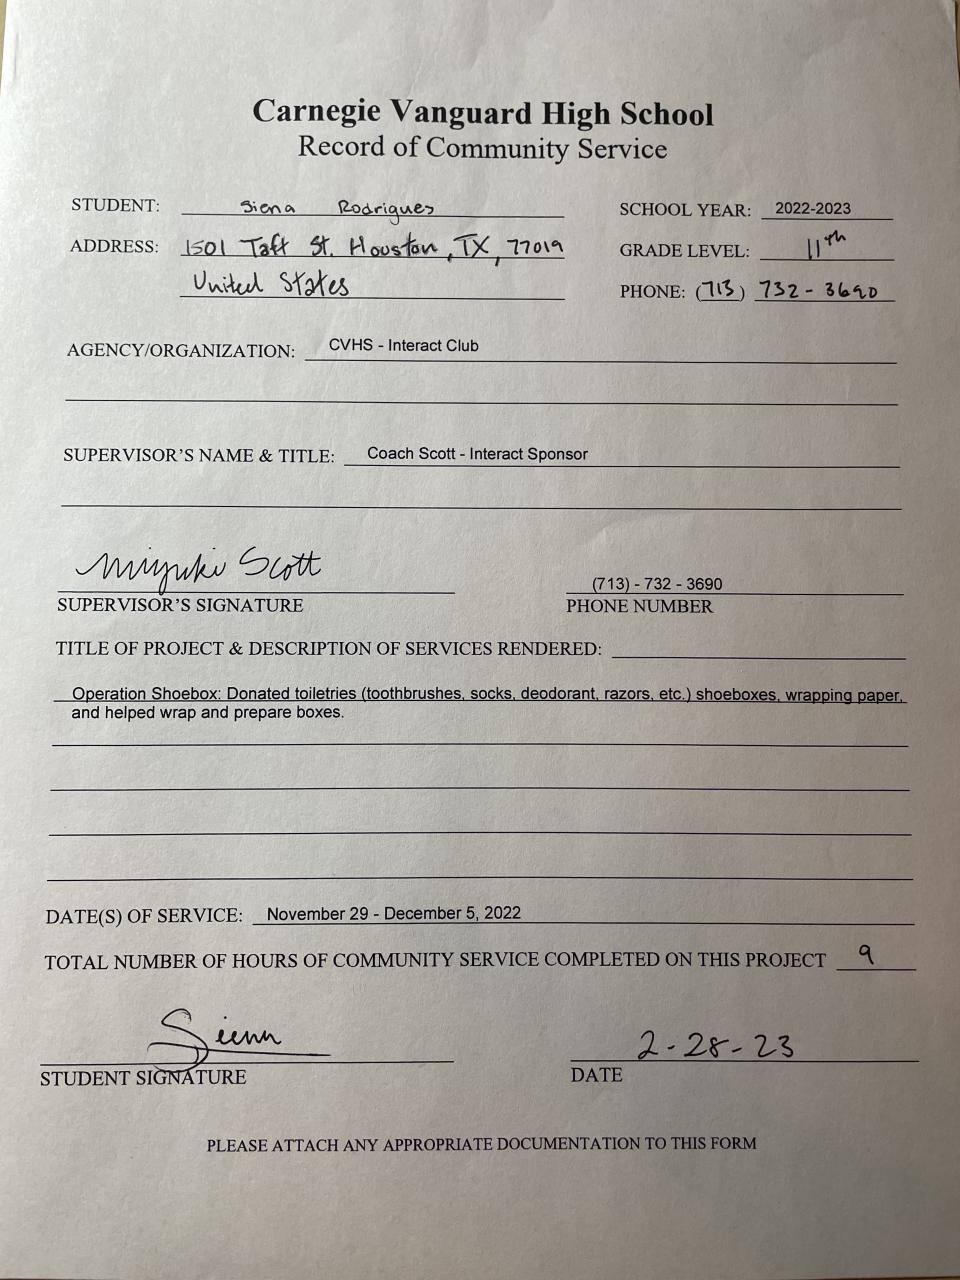 Carnegie Vanguard High School
Record of Community Service
STUDENT: Siena Rodrigues
SCHOOL YEAR: 2022-2023
ADDRESS: 1501 Taft St. Houston, TX, 77019
GRADE LEVEL: 11th
United States
PHONE: (713) 732 - 3690
AGENCY/ORGANIZATION: CVHS - Interact Club
SUPERVISOR'S NAME & TITLE: Coach Scott - Interact Sponsor
Miyuki Scott
(713) - 732 - 3690
SUPERVISOR'S SIGNATURE
PHONE NUMBER
TITLE OF PROJECT & DESCRIPTION OF SERVICES RENDERED:
Operation Shoebox: Donated toiletries (toothbrushes, socks, deodorant, razors, etc.) shoeboxes, wrapping paper,
and helped wrap and prepare boxes.
DATE(S) OF SERVICE: November 29 - December 5, 2022
TOTAL NUMBER OF HOURS OF COMMUNITY SERVICE COMPLETED ON THIS PROJECT 9
Siena
2-28-23
STUDENT SIGNATURE
DATE
PLEASE ATTACH ANY APPROPRIATE DOCUMENTATION TO THIS FORM